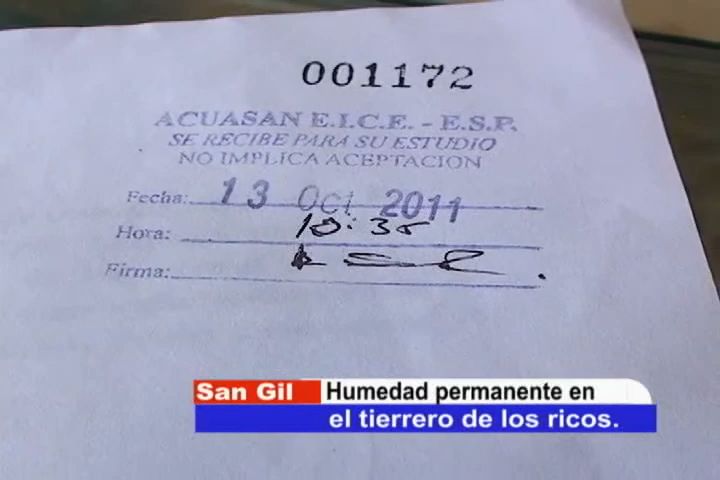 001172
ACUASAN E.I.C.E. - E.S.P.
SE RECIBE PARA SU ESTUDIO
NO IMPLICA ACEPTACION
Fecha: 13 Oct 2011
Hora: 10:35
Firma:
San Gil Humedad permanente en
el tierrero de los ricos.